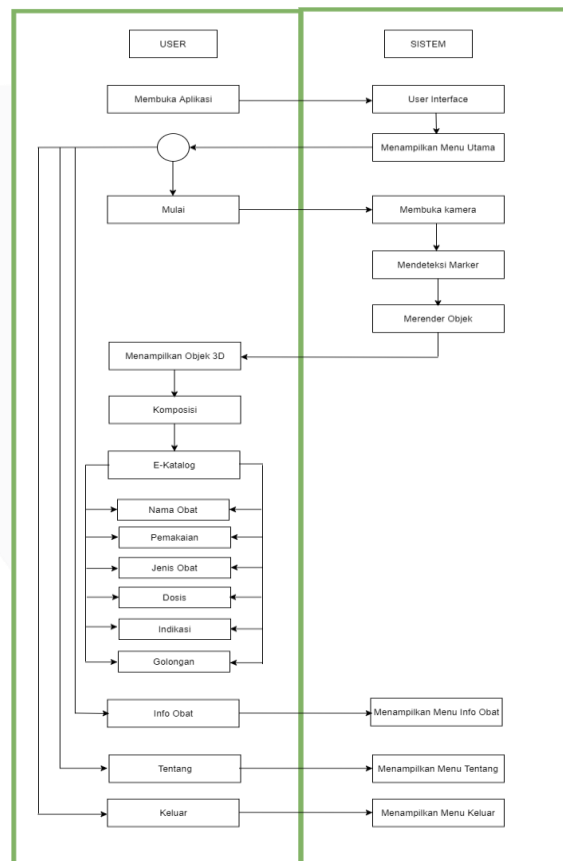 USER
SISTEM
Membuka Aplikasi
User Interface
Menampilkan Menu Utama
Mulai
Membuka kamera
Mendeteksi Marker
Merender Objek
Menampilkan Objek 3D
Komposisi
E-Katalog
Nama Obat
Pemakaian
Jenis Obat
Dosis
Indikasi
Golongan
Info Obat
Menampilkan Menu Info Obat
Tentang
Menampilkan Menu Tentang
Keluar
Menampilkan Menu Keluar